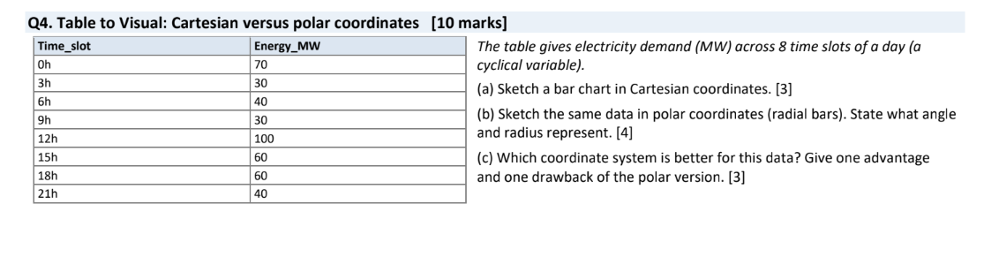 Q4. Table to Visual: Cartesian versus polar coordinates [10 marks]
Time_slot Energy_MW
0h 70
3h 30
6h 40
9h 30
12h 100
15h 60
18h 60
21h 40
The table gives electricity demand (MW) across 8 time slots of a day (a
cyclical variable).
(a) Sketch a bar chart in Cartesian coordinates. [3]
(b) Sketch the same data in polar coordinates (radial bars). State what angle
and radius represent. [4]
(c) Which coordinate system is better for this data? Give one advantage
and one drawback of the polar version. [3]